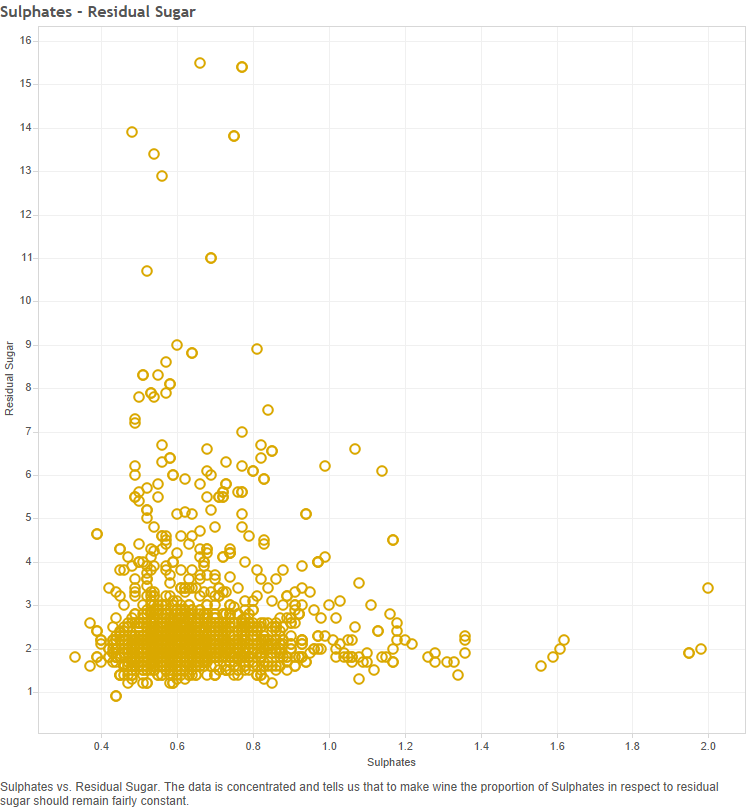 Sulphates - Residual Sugar
16
15
14
13
12
11
10
9
8
7
6
5
4
3
2
1
Residual Sugar
0.4 0.6 0.8 1.0 1.2 1.4 1.6 1.8 2.0
Sulphates
Sulphates vs. Residual Sugar. The data is concentrated and tells us that to make wine the proportion of Sulphates in respect to residual
sugar should remain fairly constant.